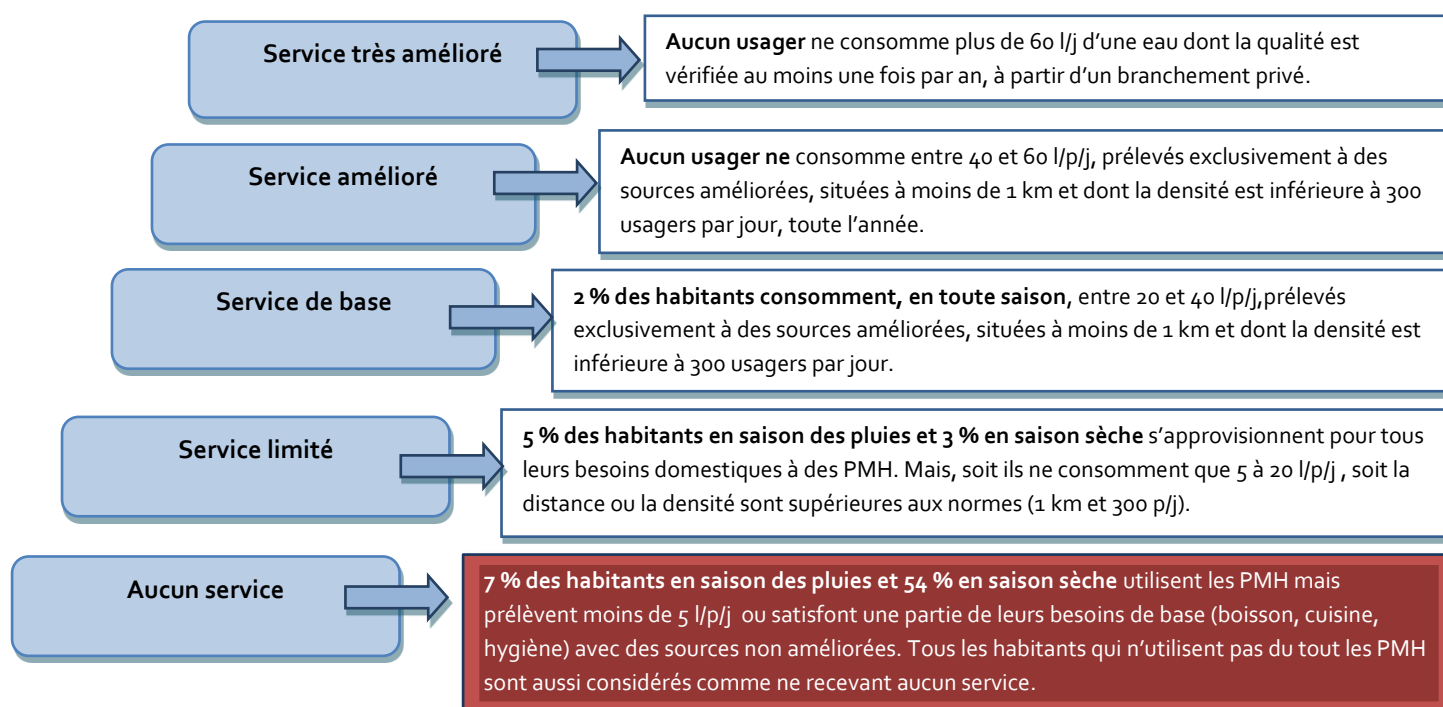 Service très amélioré
Aucun usager ne consomme plus de 60 l/j d’une eau dont la qualité est
vérifiée au moins une fois par an, à partir d’un branchement privé.
Service amélioré
Aucun usager ne consomme entre 40 et 60 l/p/j, prélevés exclusivement à des
sources améliorées, situées à moins de 1 km et dont la densité est inférieure à 300
usagers par jour, toute l’année.
Service de base
2 % des habitants consomment, en toute saison, entre 20 et 40 l/p/j,prélevés
exclusivement à des sources améliorées, situées à moins de 1 km et dont la densité est
inférieure à 300 usagers par jour.
Service limité
5 % des habitants en saison des pluies et 3 % en saison sèche s’approvisionnent pour tous
leurs besoins domestiques à des PMH. Mais, soit ils ne consomment que 5 à 20 l/p/j , soit la
distance ou la densité sont supérieures aux normes (1 km et 300 p/j).
Aucun service
7 % des habitants en saison des pluies et 54 % en saison sèche utilisent les PMH mais
prélèvent moins de 5 l/p/j ou satisfont une partie de leurs besoins de base (boisson, cuisine,
hygiène) avec des sources non améliorées. Tous les habitants qui n’utilisent pas du tout les PMH
sont aussi considérés comme ne recevant aucun service.